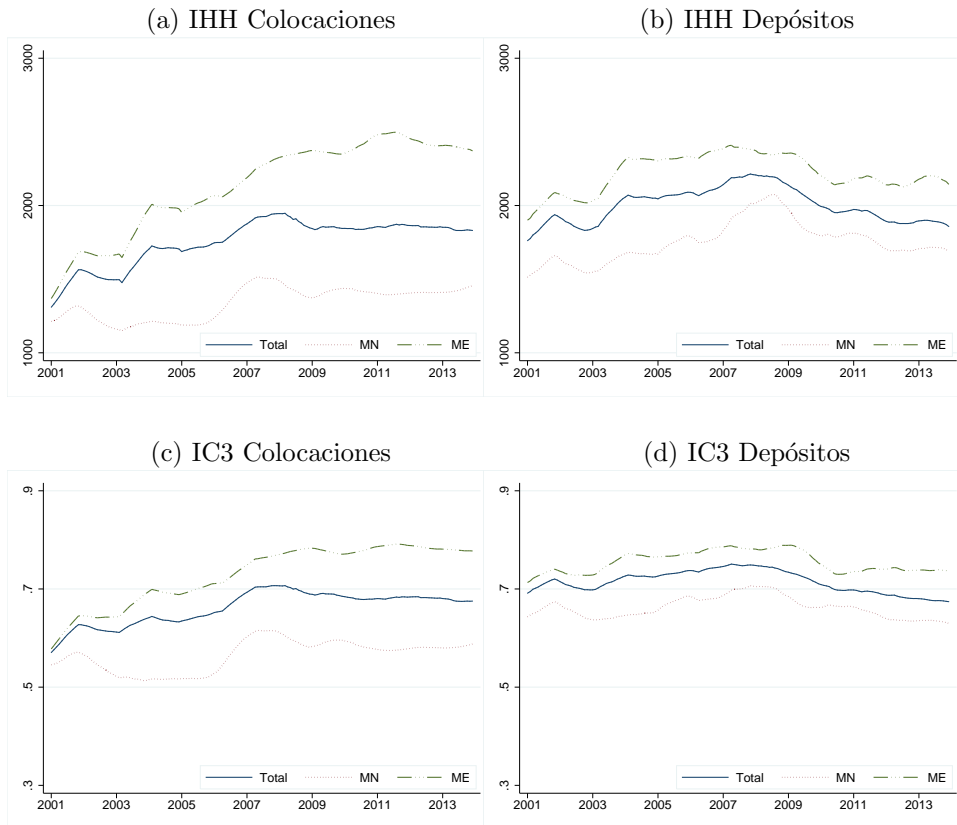 (a) IHH Colocaciones
3000
2000
1000
Total MN ME
2001 2003 2005 2007 2009 2011 2013
(b) IHH Depósitos
3000
2000
1000
Total MN ME
2001 2003 2005 2007 2009 2011 2013
(c) IC3 Colocaciones
.9
.7
.5
.3
Total MN ME
2001 2003 2005 2007 2009 2011 2013
(d) IC3 Depósitos
.9
.7
.5
.3
Total MN ME
2001 2003 2005 2007 2009 2011 2013